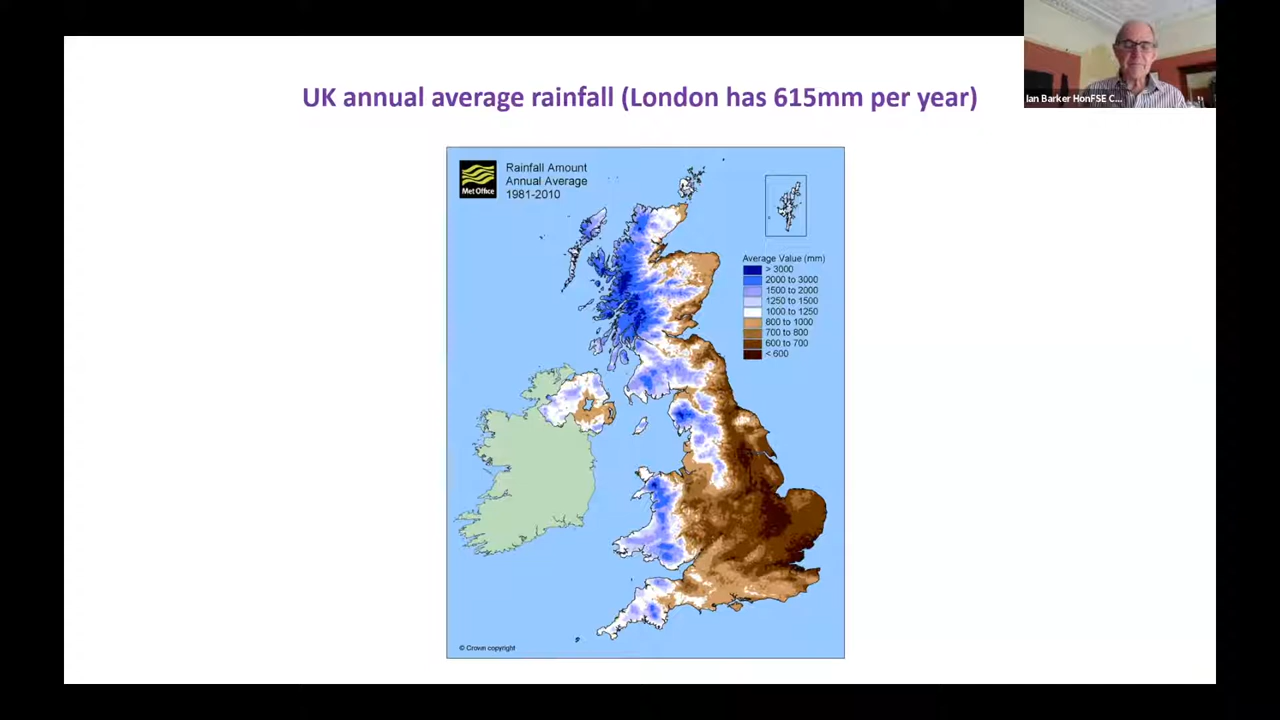 UK annual average rainfall (London has 615mm per year)
Ian Barker HonFSE C...
Met Office
Rainfall Amount
Annual Average
1981-2010
Average Value (mm)
> 3000
2000 to 3000
1500 to 2000
1250 to 1500
1000 to 1250
800 to 1000
700 to 800
600 to 700
< 600
© Crown copyright